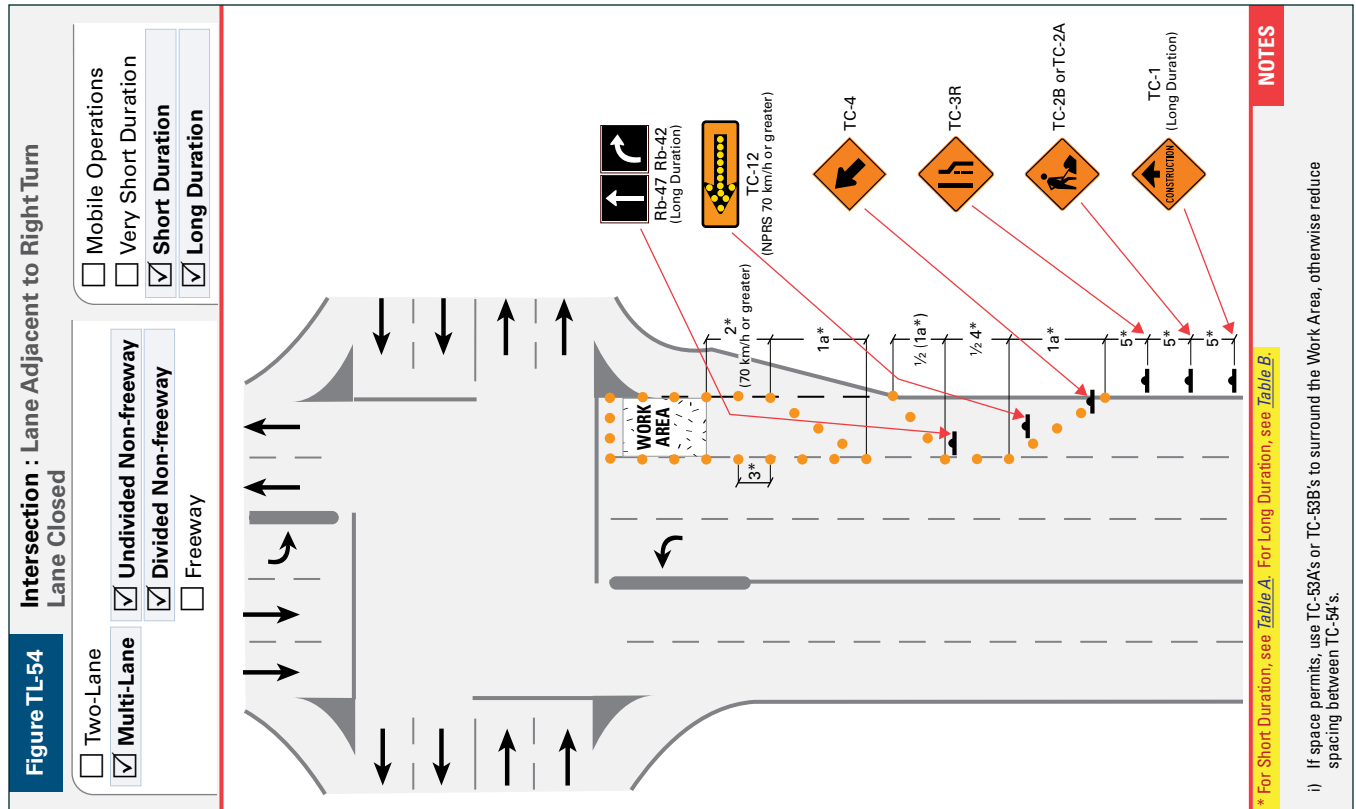 Figure TL-54
Intersection : Lane Adjacent to Right Turn
Lane Closed
Two-Lane
Multi-Lane
Undivided Non-freeway
Divided Non-freeway
Freeway
Mobile Operations
Very Short Duration
Short Duration
Long Duration
Rb-47 Rb-42
(Long Duration)
TC-12
(NPRS 70 km/h or greater)
TC-4
TC-3R
TC-2B or TC-2A
CONSTRUCTION
TC-1
(Long Duration)
WORK
AREA
2*
(70 km/h or greater)
3*
1a*
½ (1a*)
½ 4*
1a*
5*
5*
5*
* For Short Duration, see Table A. For Long Duration, see Table B.
NOTES
i) If space permits, use TC-53A's or TC-53B's to surround the Work Area, otherwise reduce
spacing between TC-54's.